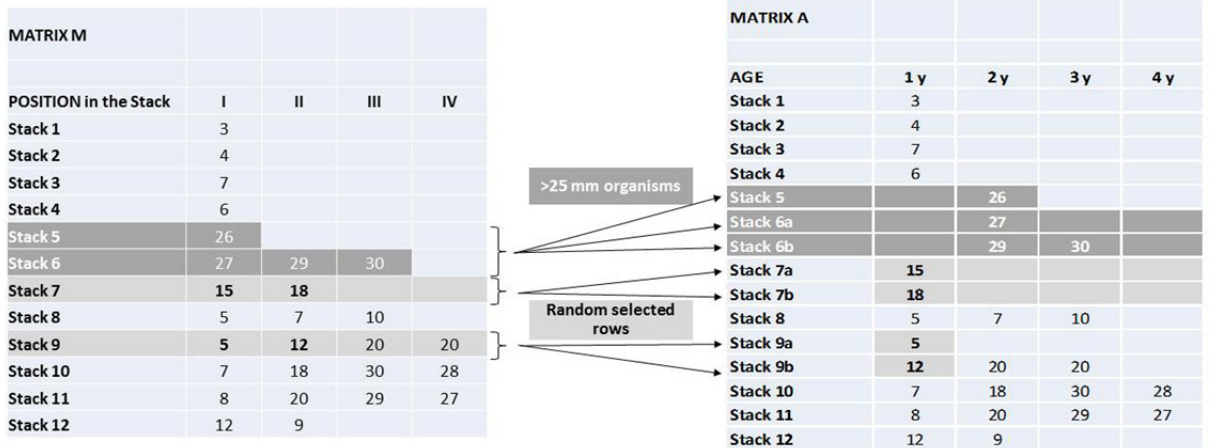 MATRIX M
POSITION in the Stack I II III IV
Stack 1 3
Stack 2 4
Stack 3 7
Stack 4 6
Stack 5 26
Stack 6 27 29 30
Stack 7 15 18
Stack 8 5 7 10
Stack 9 5 12 20 20
Stack 10 7 18 30 28
Stack 11 8 20 29 27
Stack 12 12 9
>25 mm organisms
Random selected
rows
MATRIX A
AGE 1 y 2 y 3 y 4 y
Stack 1 3
Stack 2 4
Stack 3 7
Stack 4 6
Stack 5 26
Stack 6a 27
Stack 6b 29 30
Stack 7a 15
Stack 7b 18
Stack 8 5 7 10
Stack 9a 5
Stack 9b 12 20 20
Stack 10 7 18 30 28
Stack 11 8 20 29 27
Stack 12 12 9